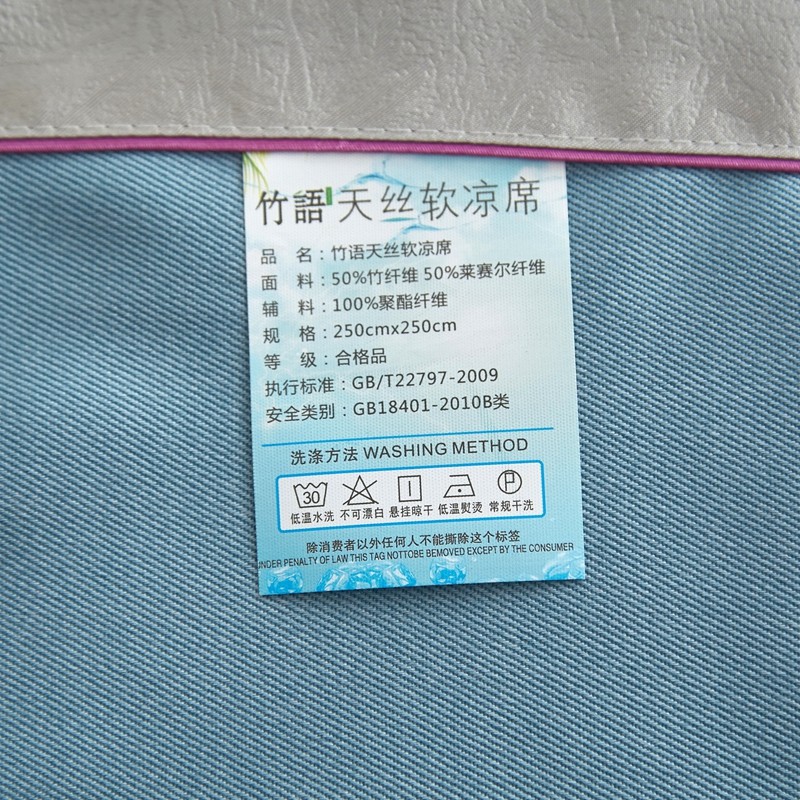 竹語 天丝软凉席
品 名：竹语天丝软凉席
面 料：50%竹纤维 50%莱赛尔纤维
辅 料：100%聚酯纤维
规 格：250cmx250cm
等 级：合格品
执行标准：GB/T22797-2009
安全类别：GB18401-2010B类
洗涤方法 WASHING METHOD
30 P
低温水洗 不可漂白 悬挂晾干 低温熨烫 常规干洗
除消费者以外任何人不能撕除这个标签
UNDER PENALTY OF LAW THIS TAG NOTTOBE BEMOVED EXCEPT BY THE CONSUMER